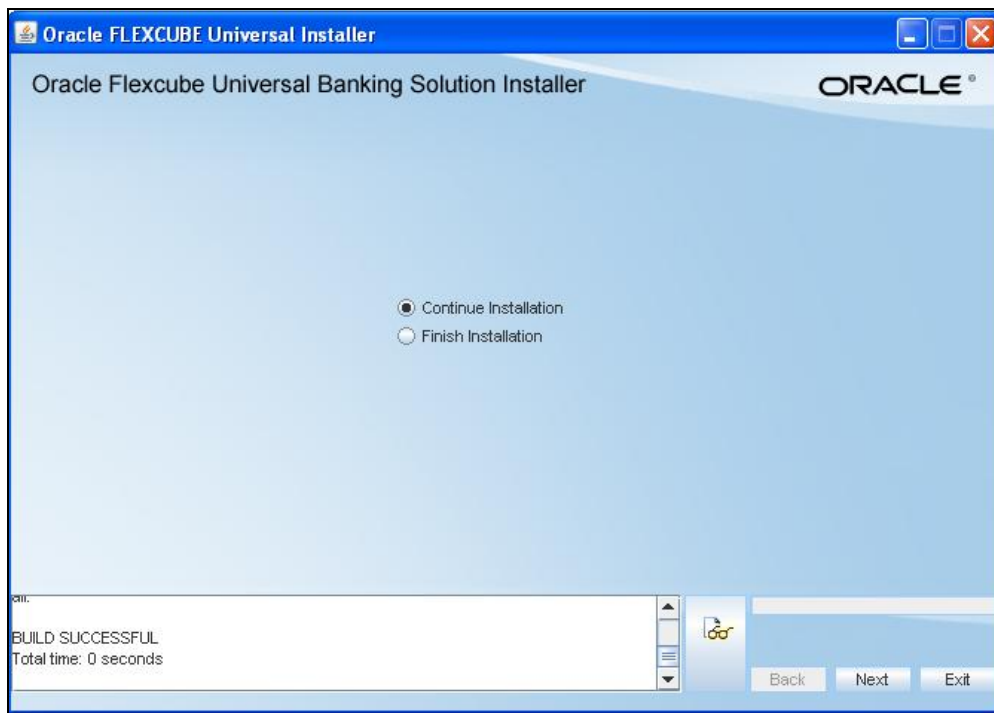 Oracle FLEXCUBE Universal Installer
Oracle Flexcube Universal Banking Solution Installer
ORACLE®
Continue Installation
Finish Installation
all:
BUILD SUCCESSFUL
Total time: 0 seconds
Back
Next
Exit